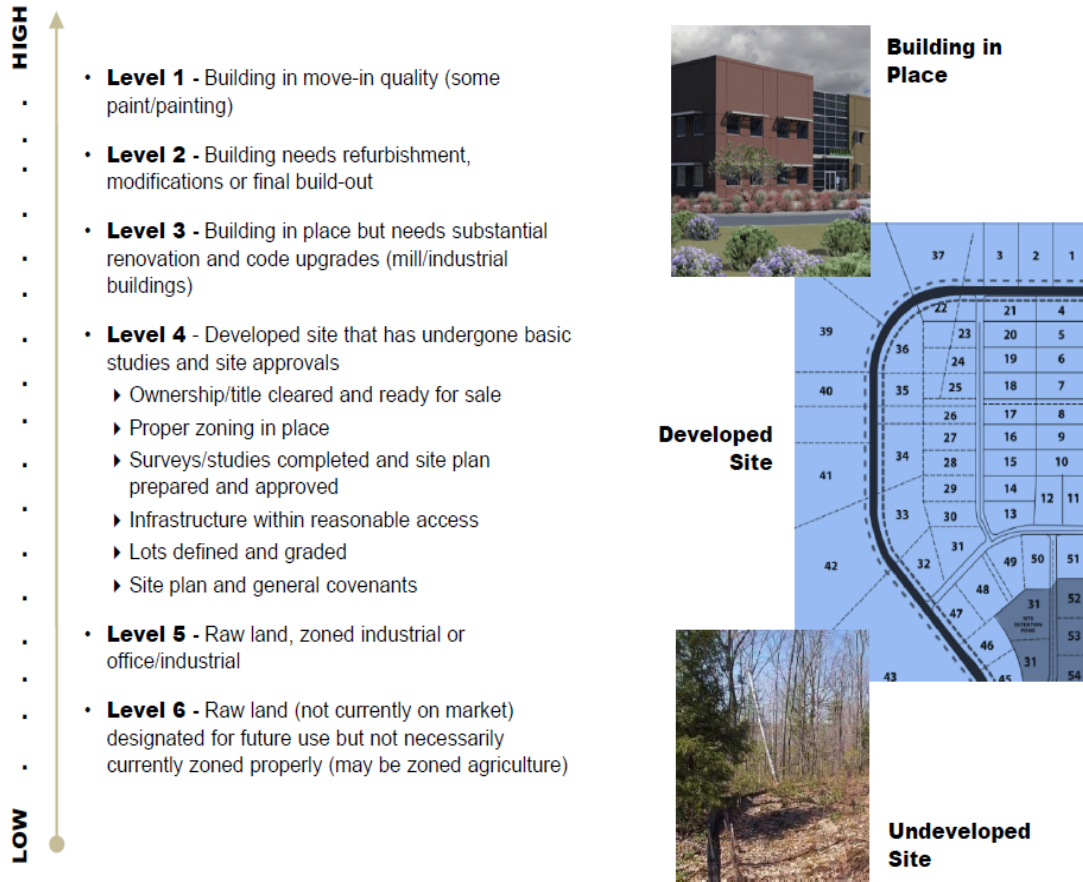 HIGH
• Level 1 - Building in move-in quality (some
paint/painting)
• Level 2 - Building needs refurbishment,
modifications or final build-out
• Level 3 - Building in place but needs substantial
renovation and code upgrades (mill/industrial
buildings)
• Level 4 - Developed site that has undergone basic
studies and site approvals
Ownership/title cleared and ready for sale
Proper zoning in place
Surveys/studies completed and site plan
prepared and approved
Infrastructure within reasonable access
Lots defined and graded
Site plan and general covenants
• Level 5 - Raw land, zoned industrial or
office/industrial
• Level 6 - Raw land (not currently on market)
designated for future use but not necessarily
currently zoned properly (may be zoned agriculture)
LOW
Building in
Place
Developed
Site
37 3 2 1
22 21 4
39 36 23 20 5
24 19 6
40 35 25 18 7
26 17 8
27 16 9
41 34 28 15 10
29 14 12 11
33 30 13
42 32 31 49 50 51
48 31 52
SITE
DETENTION
POND
47 53
46 31
43 45 54
Undeveloped
Site